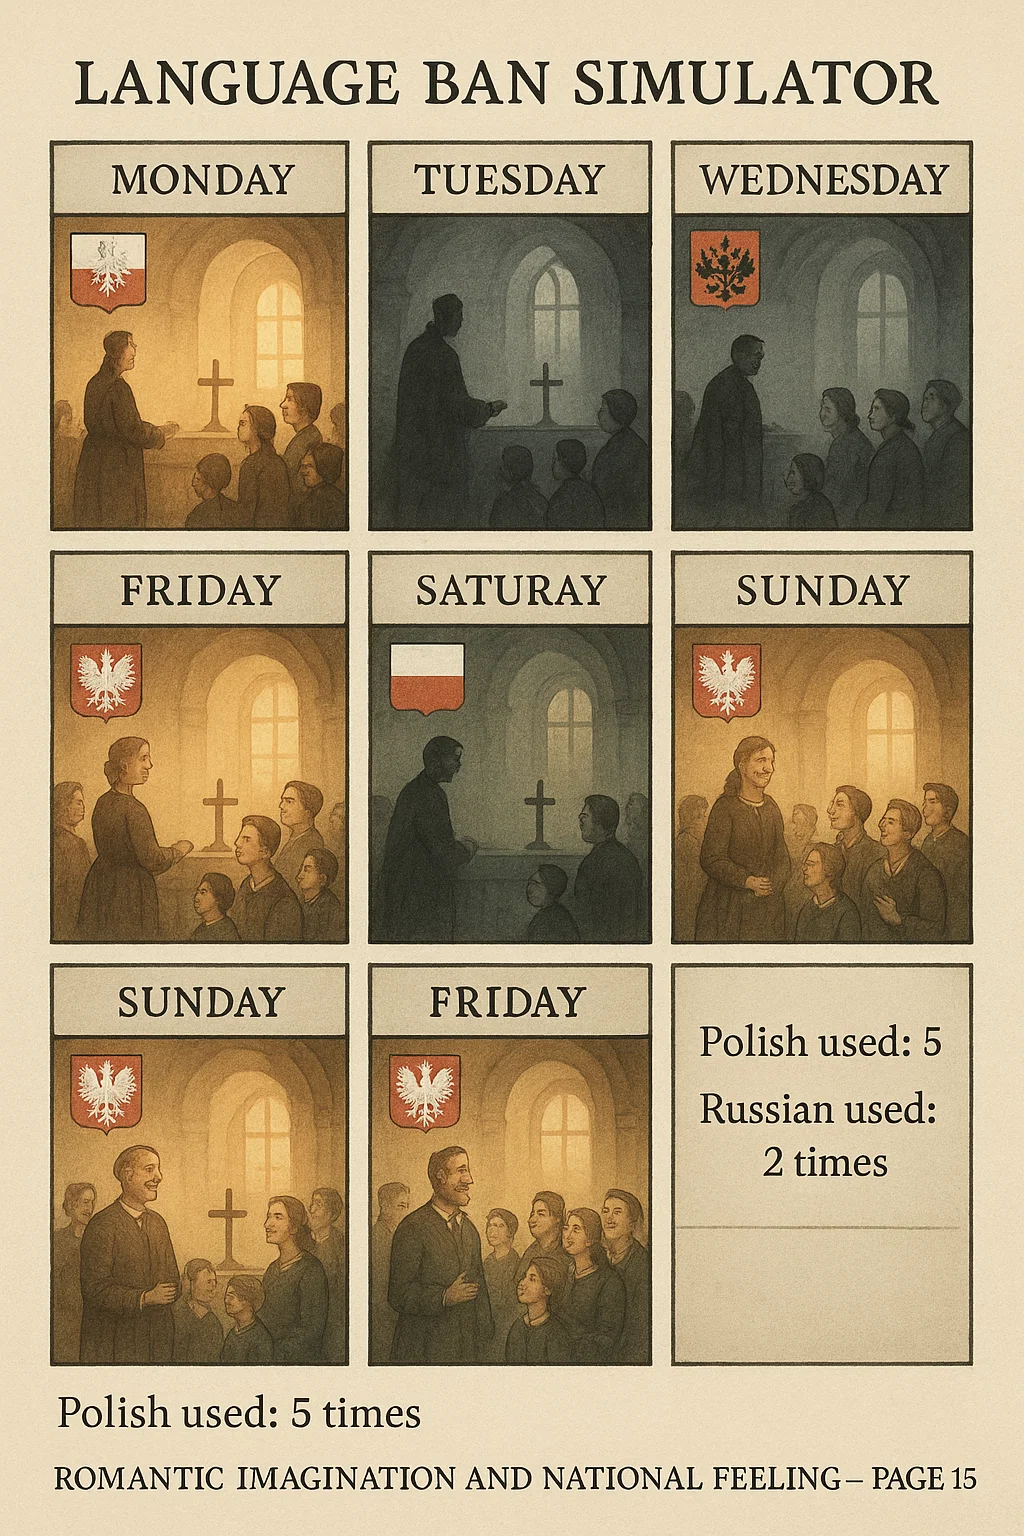 LANGUAGE BAN SIMULATOR
MONDAY
TUESDAY
WEDNESDAY
FRIDAY
SATURAY
SUNDAY
SUNDAY
FRIDAY
Polish used: 5
Russian used:
2 times
Polish used: 5 times
ROMANTIC IMAGINATION AND NATIONAL FEELING– PAGE 15